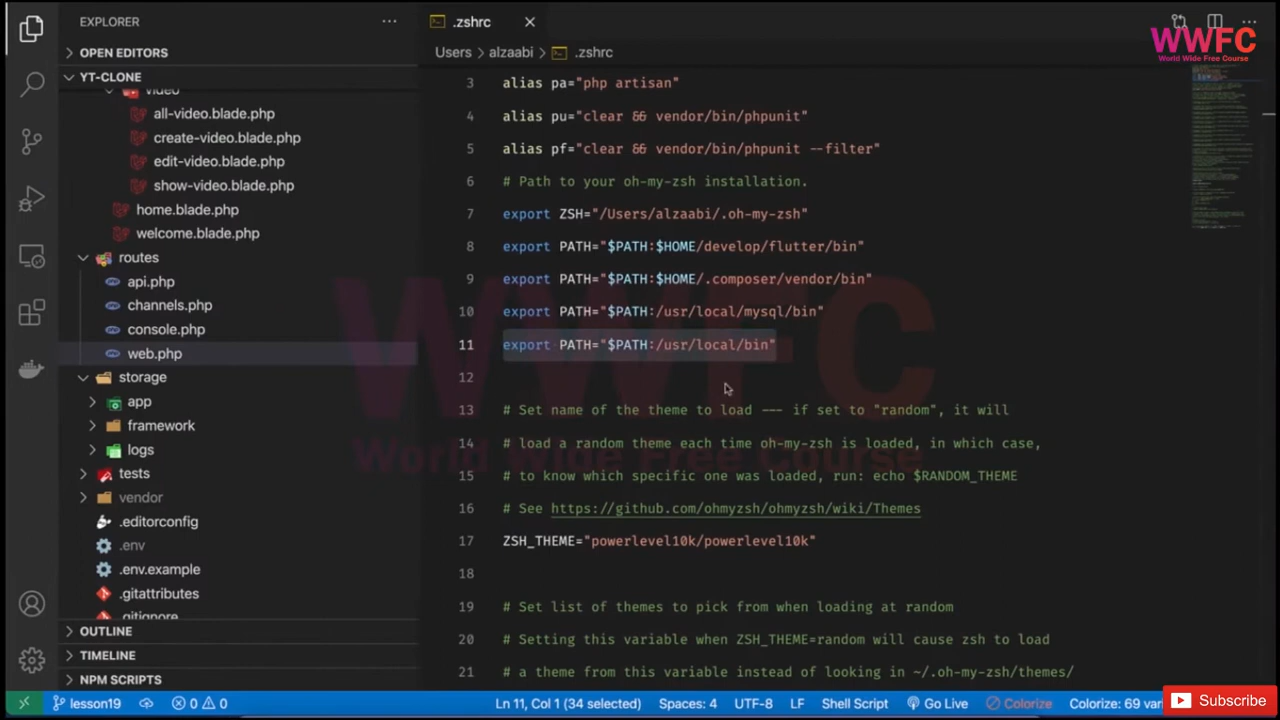 EXPLORER
.zshrc
WWFC
World Wide Free Course
OPEN EDITORS
Users > alzaabi > .zshrc
YT-CLONE
video
all-video.blade.php
create-video.blade.php
edit-video.blade.php
show-video.blade.php
home.blade.php
welcome.blade.php
routes
api.php
channels.php
console.php
web.php
storage
app
framework
logs
tests
vendor
.editorconfig
.env
.env.example
.gitattributes
.gitignore
OUTLINE
TIMELINE
NPM SCRIPTS
3 alias pa="php artisan"
4 alias pu="clear && vendor/bin/phpunit"
5 alias pf="clear && vendor/bin/phpunit --filter"
6 # Path to your oh-my-zsh installation.
7 export ZSH="/Users/alzaabi/.oh-my-zsh"
8 export PATH="$PATH:$HOME/develop/flutter/bin"
9 export PATH="$PATH:$HOME/.composer/vendor/bin"
10 export PATH="$PATH:/usr/local/mysql/bin"
11 export PATH="$PATH:/usr/local/bin"
12
13 # Set name of the theme to load --- if set to "random", it will
14 # load a random theme each time oh-my-zsh is loaded, in which case,
15 # to know which specific one was loaded, run: echo $RANDOM_THEME
16 # See https://github.com/ohmyzsh/ohmyzsh/wiki/Themes
17 ZSH_THEME="powerlevel10k/powerlevel10k"
18
19 # Set list of themes to pick from when loading at random
20 # Setting this variable when ZSH_THEME=random will cause zsh to load
21 # a theme from this variable instead of looking in ~/.oh-my-zsh/themes/
WWFC
World Wide Free Course
lesson19 0 0 Ln 11, Col 1 (34 selected) Spaces: 4 UTF-8 LF Shell Script Go Live Colorize Colorize: 69 var
Subscribe